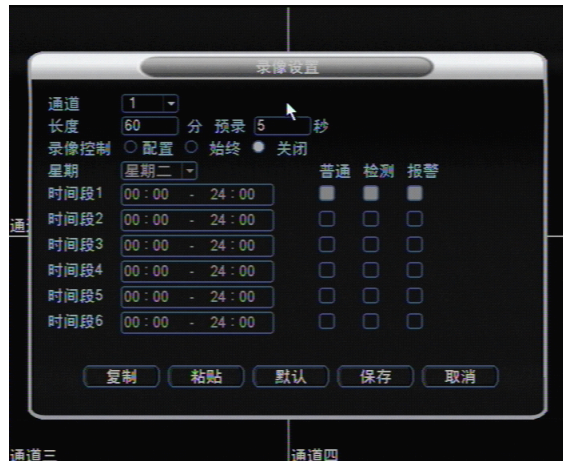 录像设置
通道 1
长度 60 分 预录 5 秒
录像控制 配置 始终 关闭
星期 星期二 普通 检测 报警
时间段1 00：00 - 24：00
通
时间段2 00：00 - 24：00
时间段3 00：00 - 24：00
时间段4 00：00 - 24：00
时间段5 00：00 - 24：00
时间段6 00：00 - 24：00
复制 粘贴 默认 保存 取消
通道三 通道四